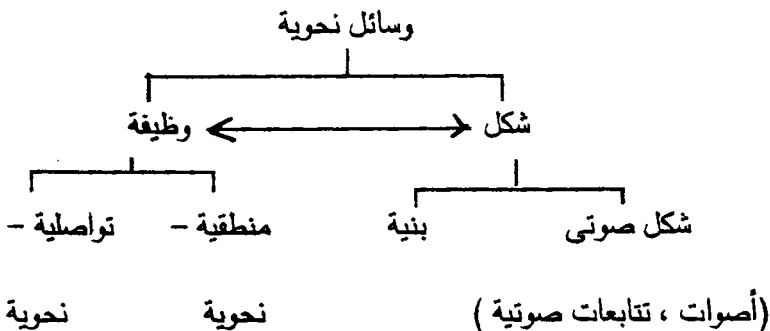 وسائل نحوية
شكل
وظيفة
شكل صوتى
بنية
منطقية –
تواصلية –
(أصوات ، تتابعات صوتية )
نحوية
نحوية